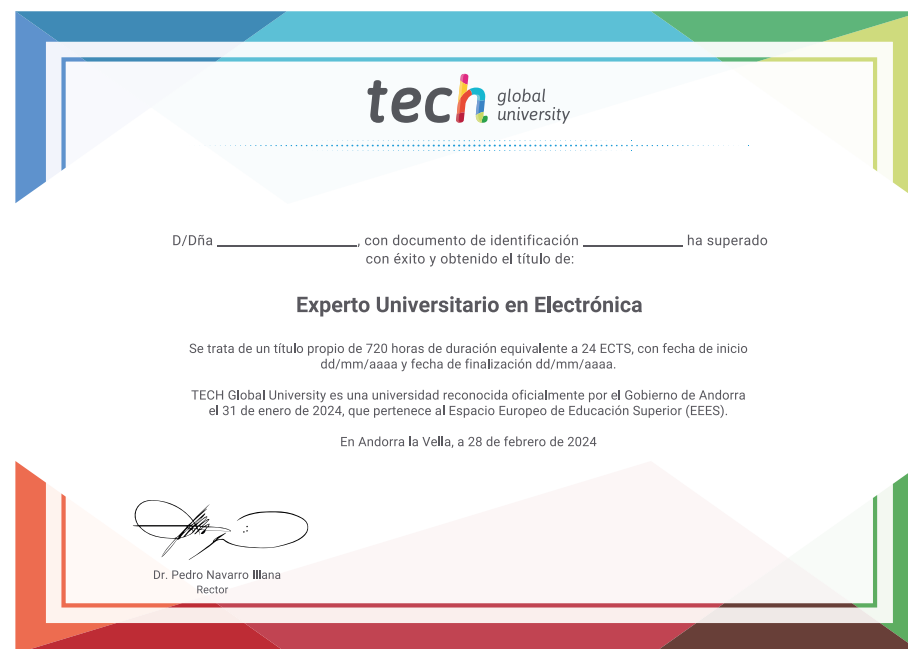 tech global university
D/Dña ____________, con documento de identificación ____________ ha superado
con éxito y obtenido el título de:
Experto Universitario en Electrónica
Se trata de un título propio de 720 horas de duración equivalente a 24 ECTS, con fecha de inicio
dd/mm/aaaa y fecha de finalización dd/mm/aaaa.
TECH Global University es una universidad reconocida oficialmente por el Gobierno de Andorra
el 31 de enero de 2024, que pertenece al Espacio Europeo de Educación Superior (EEES).
En Andorra la Vella, a 28 de febrero de 2024
Dr. Pedro Navarro Illana
Rector